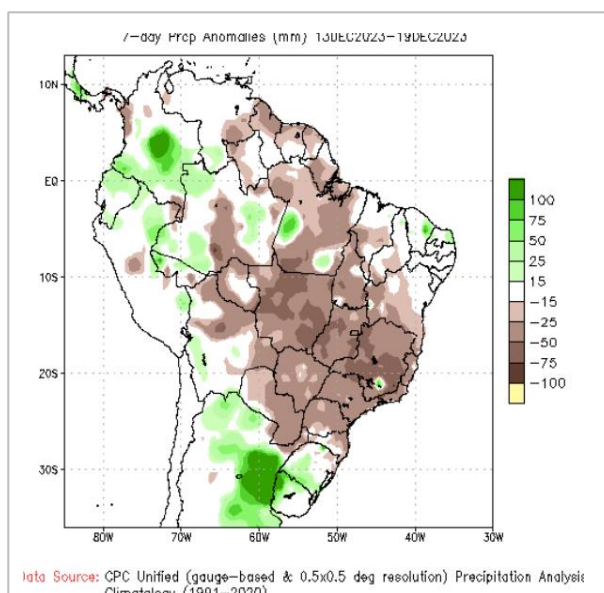 7-day Prcp Anomalies (mm) 13DEC2023-19DEC2023
10N
EQ
10S
20S
30S
80W 70W 60W 50W 40W 30W
100
75
50
25
15
-15
-25
-50
-75
-100
Data Source: CPC Unified (gauge-based & 0.5x0.5 deg resolution) Precipitation Analysis
Climatology (1991-2020)